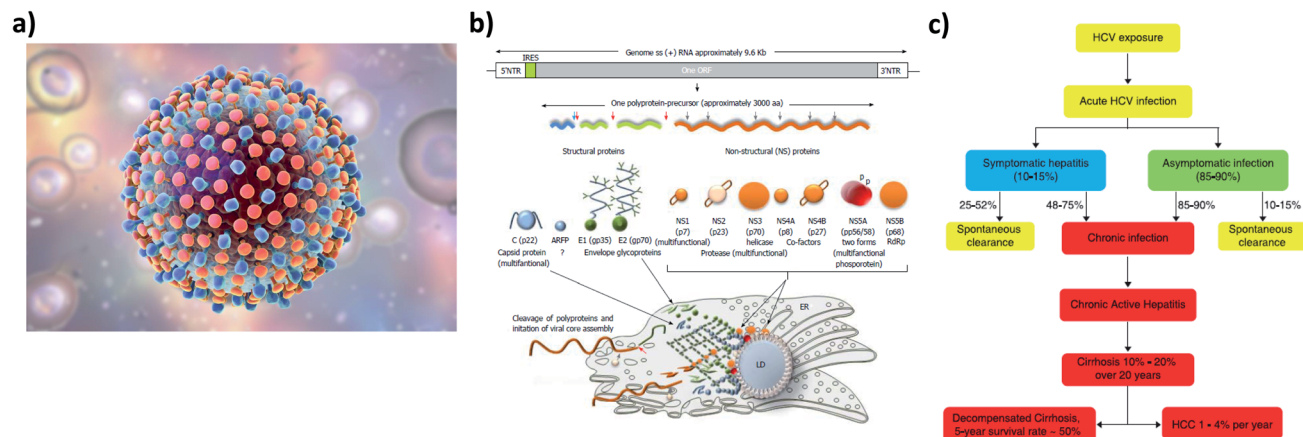 a)
b)
Genome ss (+) RNA approximately 9.6 Kb
IRES
5'NTR
One ORF
3'NTR
One polyprotein-precursor (approximately 3000 aa)
Structural proteins
Non-structural (NS) proteins
p
p
C (p22)
Capsid protein
(multifantional)
ARFP
?
E1 (gp35)
E2 (gp70)
Envelope glycoproteins
NS1
(p7)
(multifunctional)
NS2
(p23)
NS3
(p70)
helicase
Protease (multifunctional)
NS4A
(p8)
NS4B
(p27)
Co-factors
NS5A
(pp56/58)
two forms
(multifanctional
phosporotein)
NS5B
(p68)
RdRp
Cleavage of polyproteins and
initation of viral core assembly
ER
LD
c)
HCV exposure
Acute HCV infection
Symptomatic hepatitis
(10-15%)
Asymptomatic infection
(85-90%)
25-52%
48-75%
85-90%
10-15%
Spontaneous
clearance
Chronic infection
Spontaneous
clearance
Chronic Active Hepatitis
Cirrhosis 10% - 20%
over 20 years
Decompensated Cirrhosis,
5-year survival rate ~ 50%
HCC 1 - 4% per year